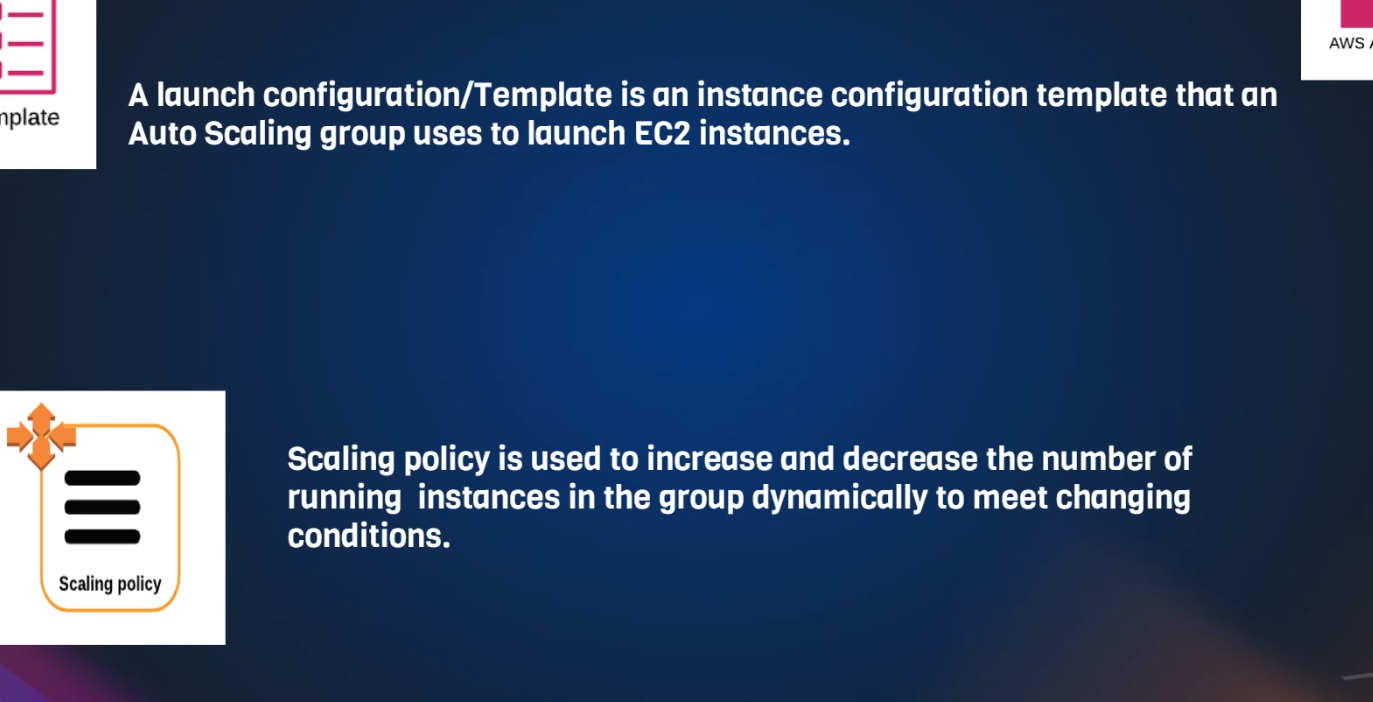 AWS
A launch configuration/Template is an instance configuration template that an
Auto Scaling group uses to launch EC2 instances.
Scaling policy is used to increase and decrease the number of
running  instances in the group dynamically to meet changing
conditions.
Scaling policy